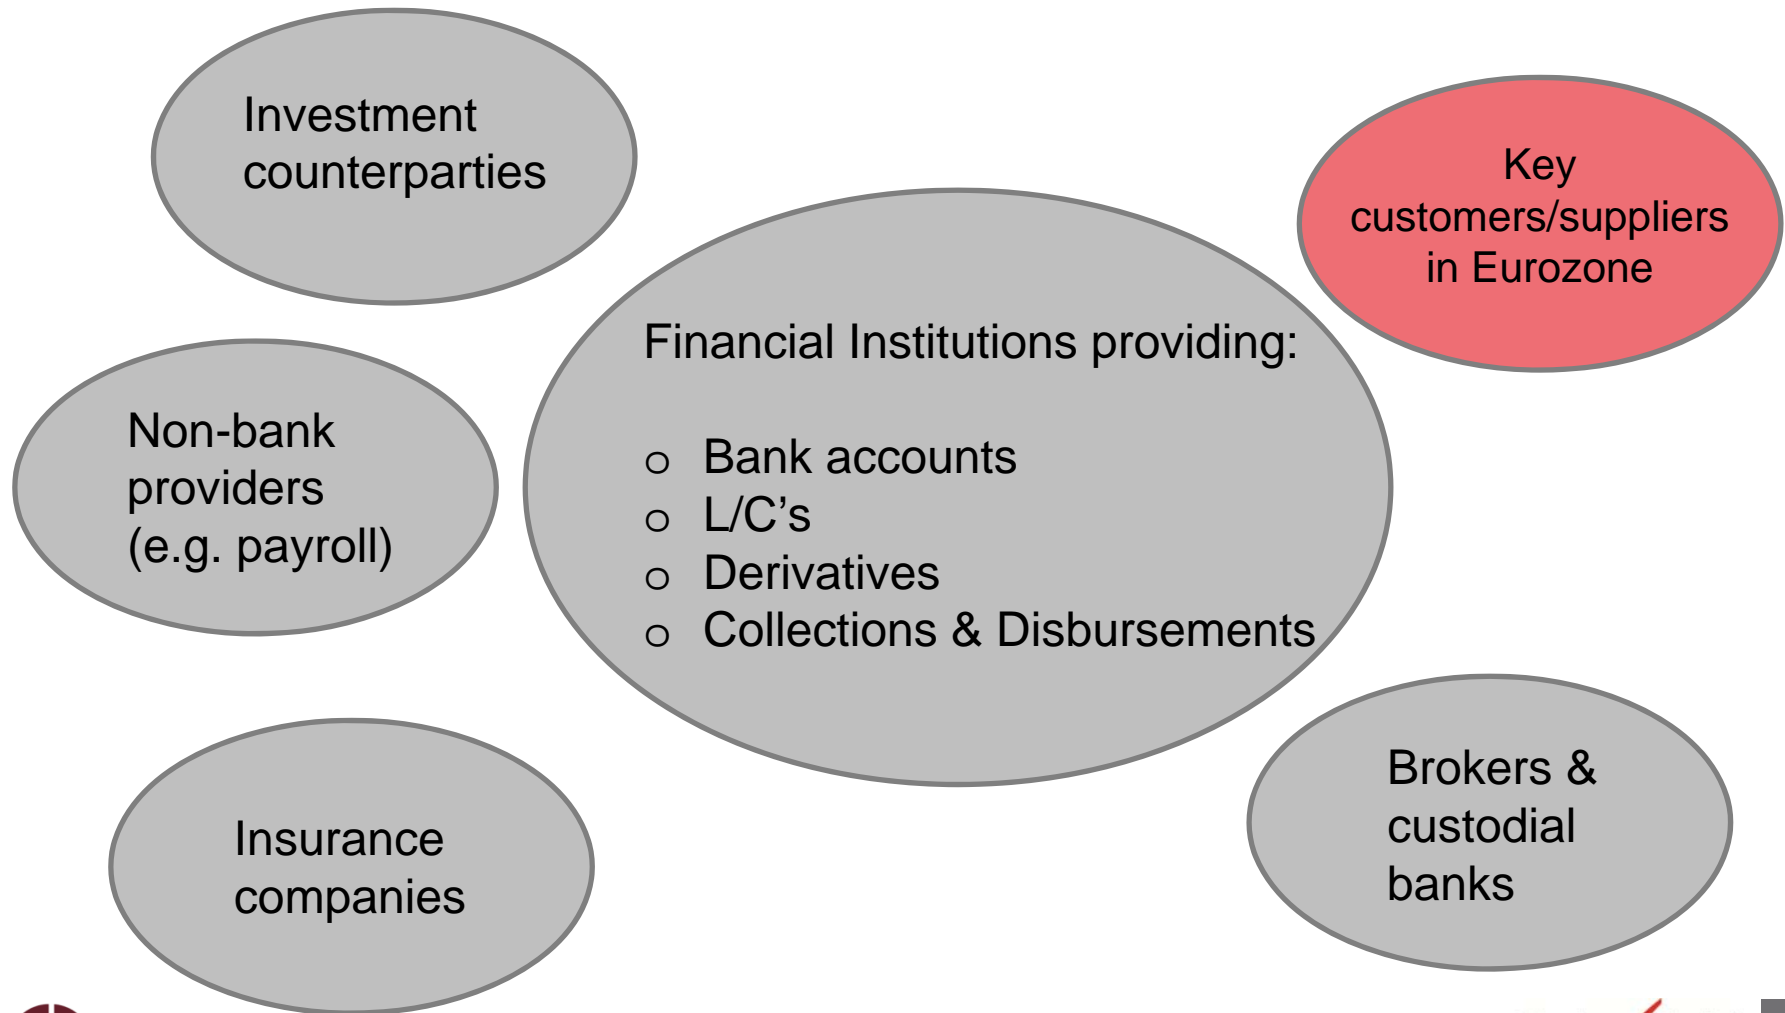 Investment
counterparties
Key
customers/suppliers
in Eurozone
Financial Institutions providing:
o Bank accounts
o L/C’s
o Derivatives
o Collections & Disbursements
Non-bank
providers
(e.g. payroll)
Insurance
companies
Brokers &
custodial
banks